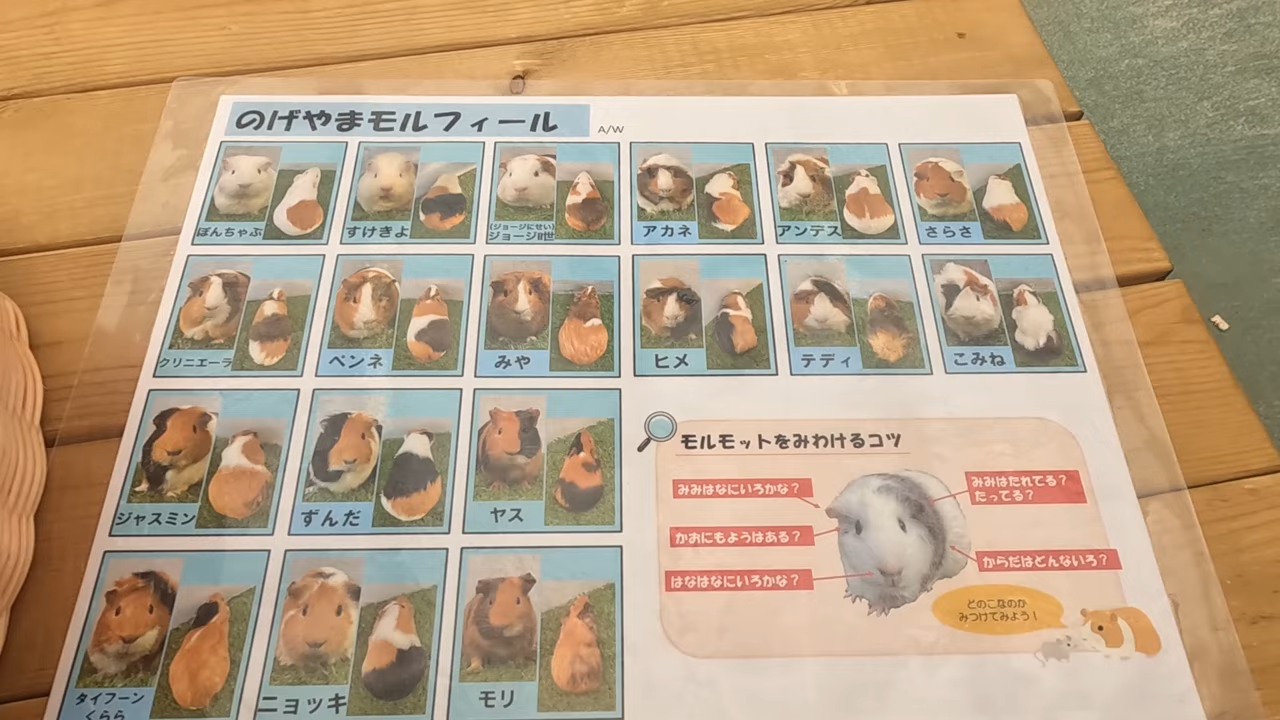 のげやまモルフィール
A/W
ぽんちゃぶ
すけきよ
(ジョージにせい)
ジョージ2世
アカネ
アンデス
さらさ
クリニエーラ
ペンネ
みや
ヒメ
テディ
こみね
ジャスミン
ずんだ
ヤス
モルモットをみわけるコツ
みみはなにいろかな?
みみはたれてる?
たってる?
かおにもようはある?
からだはどんないろ?
はなはなにいろかな?
どのこなのか
みつけてみよう!
タイフーン
くらら
ニョッキ
モリ